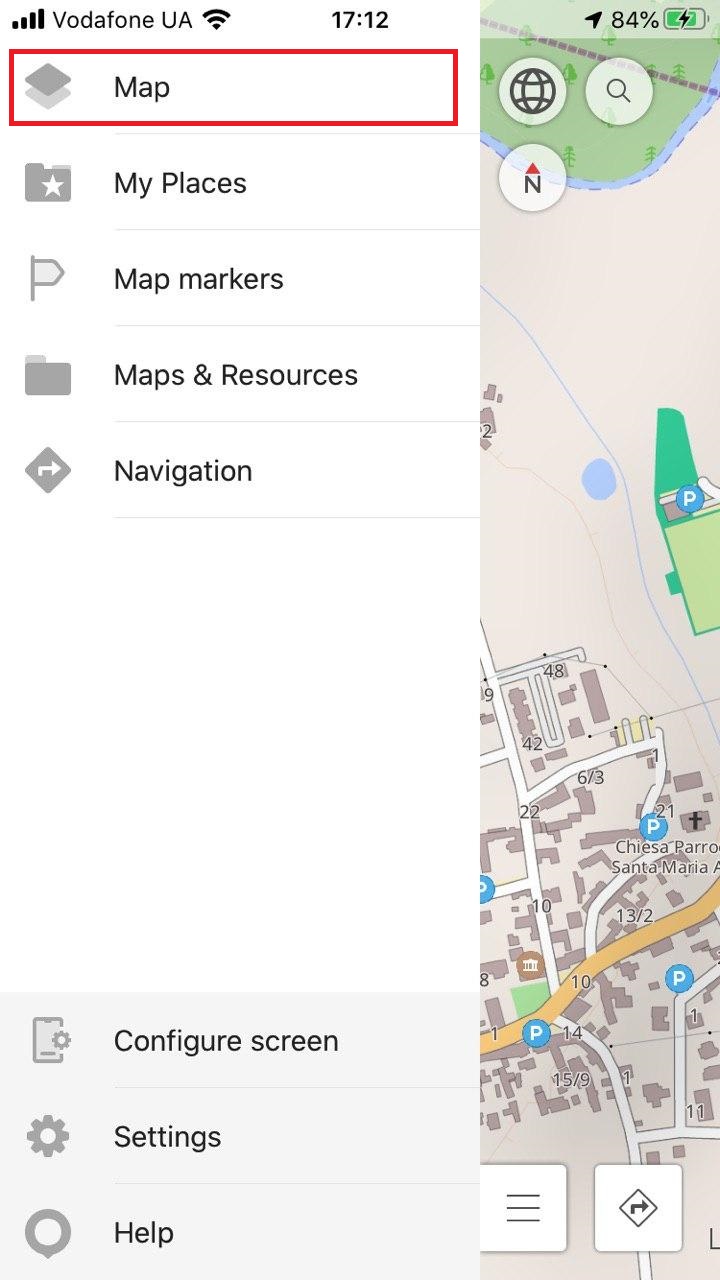 Vodafone UA 17:12 84%
Map
My Places
Map markers
Maps & Resources
Navigation
Configure screen
Settings
Help
N
P
48
9
42
1
6/3
22
21
P
Chiesa Parro
Santa Maria A
P
10
13/2
8
10
P
1
1
P
14
15/9
1
11